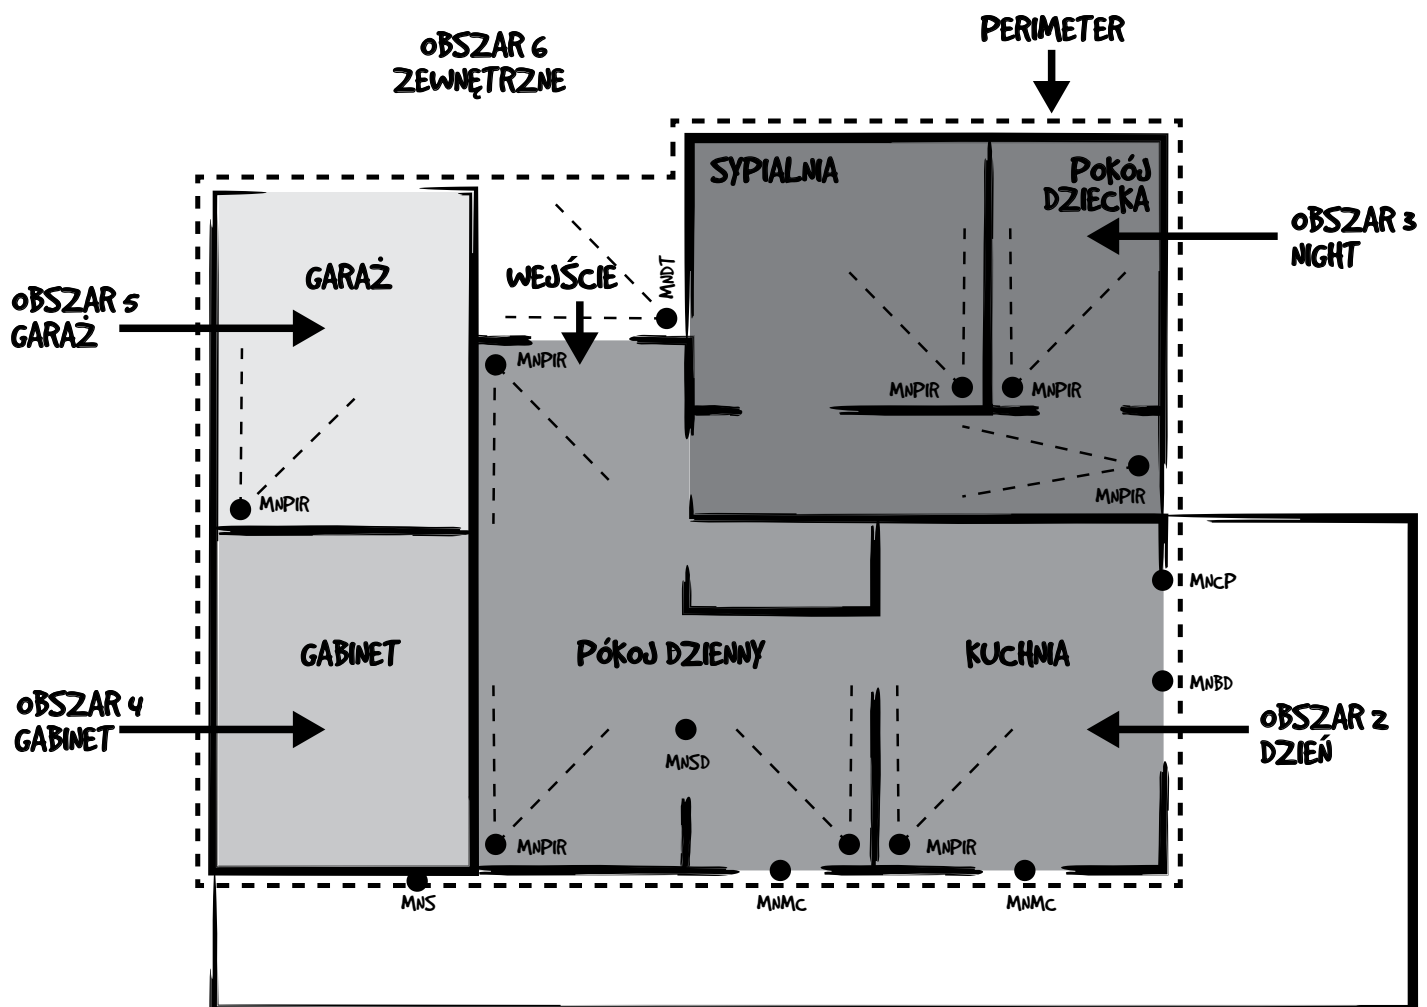 PERIMETER
OBSZAR 6
ZEWNĘTRZNE
SYPIALNIA
POKÓJ
DZIECKA
OBSZAR 3
NIGHT
GARAŻ
WEJŚCIE
MNDT
OBSZAR 5
GARAŻ
MNPIR
MNPIR
MNPIR
MNPIR
MNPIR
MNCP
GABINET
PÓKOJ DZIENNY
KUCHNIA
MNBD
OBSZAR 4
GABINET
MNSD
OBSZAR 2
DZIEŃ
MNPIR
MNPIR
MNS
MNMC
MNMC